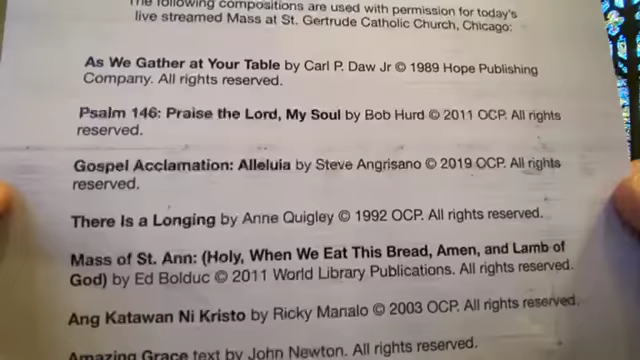 The following compositions are used with permission for today's
live streamed Mass at St. Gertrude Catholic Church, Chicago:
As We Gather at Your Table by Carl P. Daw Jr © 1989 Hope Publishing
Company. All rights reserved.
Psalm 146: Praise the Lord, My Soul by Bob Hurd © 2011 OCP. All rights
reserved.
Gospel Acclamation: Alleluia by Steve Angrisano © 2019 OCP. All rights
reserved.
There Is a Longing by Anne Quigley © 1992 OCP. All rights reserved.
Mass of St. Ann: (Holy, When We Eat This Bread, Amen, and Lamb of
God) by Ed Bolduc © 2011 World Library Publications. All rights reserved.
Ang Katawan Ni Kristo by Ricky Manalo © 2003 OCP. All rights reserved.
Amazing Grace text by John Newton. All rights reserved.